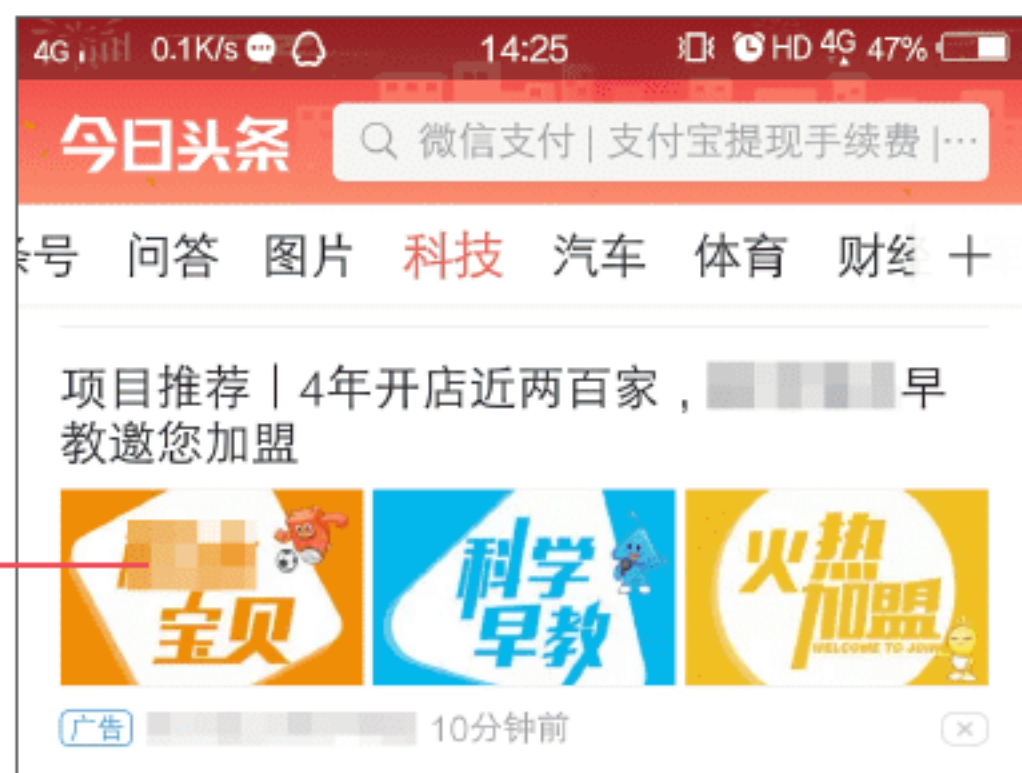 4G 0.1K/s 14:25 HD 4G 47%
今日头条 微信支付 | 支付宝提现手续费 |...
条号 问答 图片 科技 汽车 体育 财经 +
项目推荐｜4年开店近两百家，早
教邀您加盟
宝贝
科学
早教
火热
加盟
WELCOME TO JOIN
广告 10分钟前